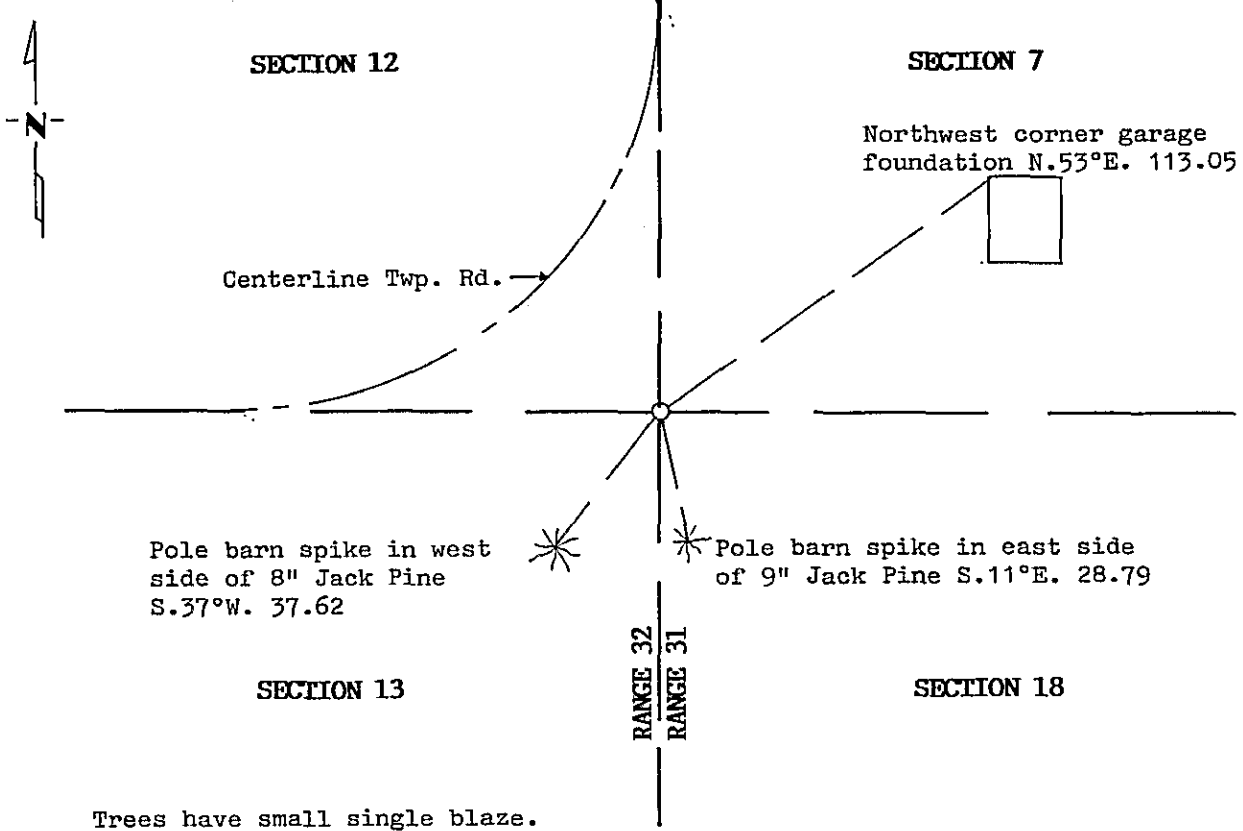 SECTION 12
SECTION 7
N
Northwest corner garage
foundation N.53°E. 113.05
Centerline Twp. Rd.
Pole barn spike in west
side of 8" Jack Pine
S.37°W. 37.62
Pole barn spike in east side
of 9" Jack Pine S.11°E. 28.79
RANGE 32
RANGE 31
SECTION 13
SECTION 18
Trees have small single blaze.